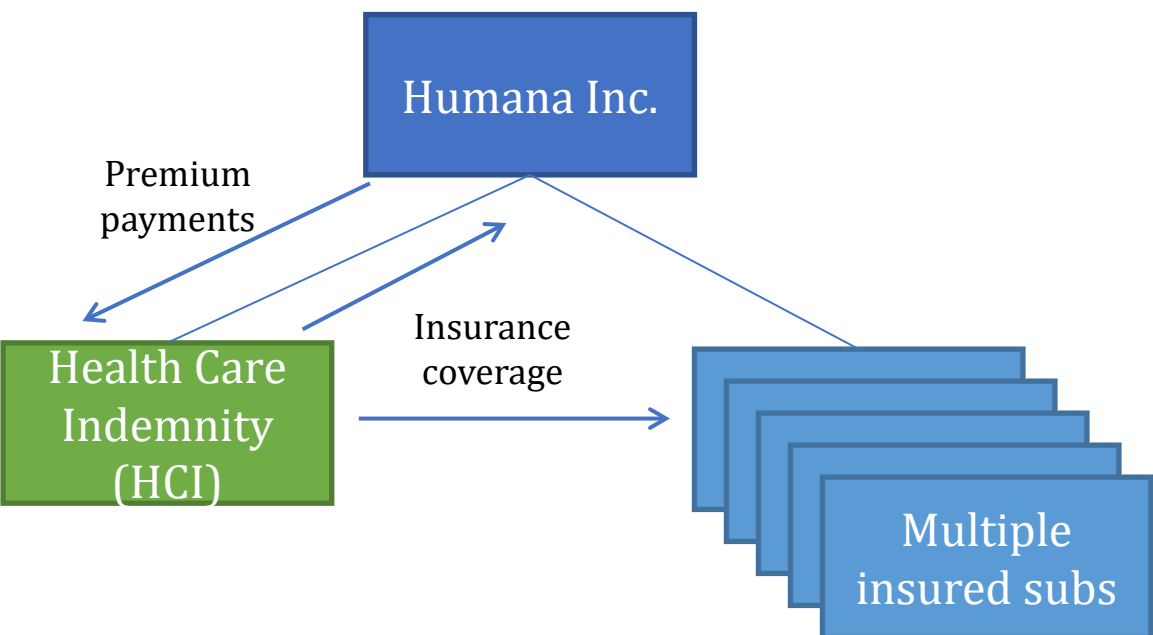 Humana Inc.
Premium
payments
Insurance
coverage
Health Care
Indemnity
(HCI)
Multiple
insured subs